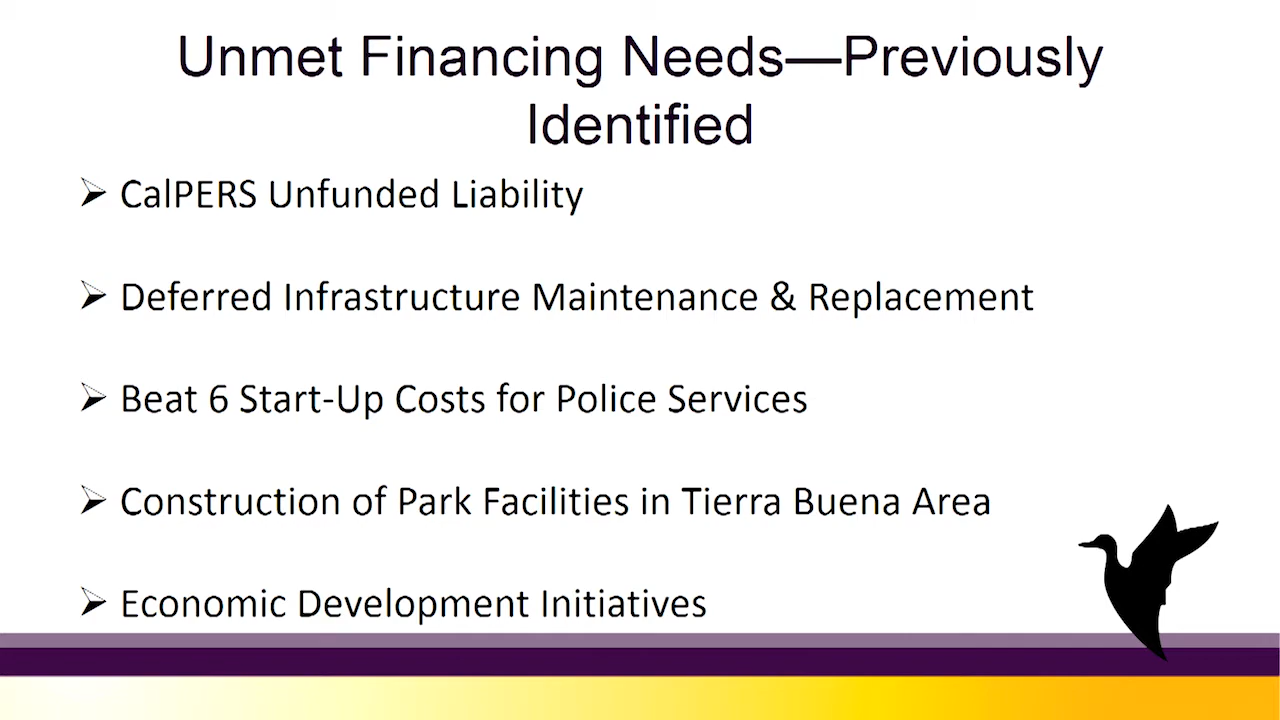 Unmet Financing Needs—Previously
Identified
➢ CalPERS Unfunded Liability
➢ Deferred Infrastructure Maintenance & Replacement
➢ Beat 6 Start-Up Costs for Police Services
➢ Construction of Park Facilities in Tierra Buena Area
➢ Economic Development Initiatives